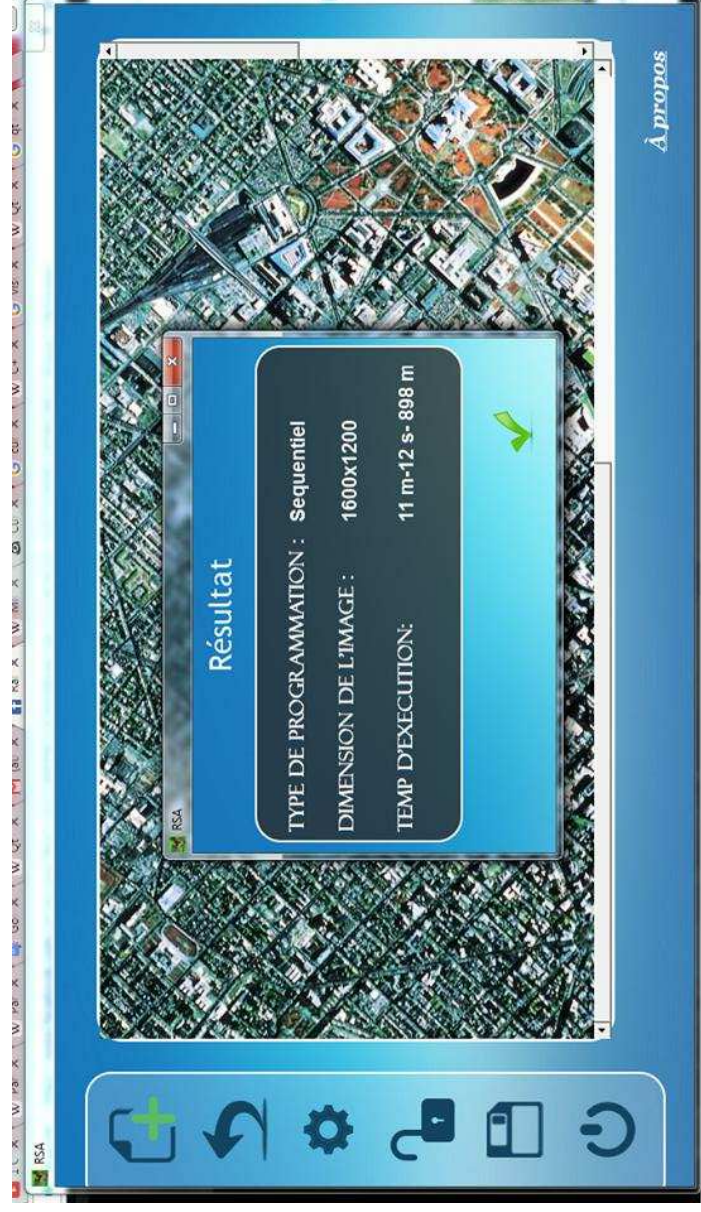 RSA
RSA
Résultat
TYPE DE PROGRAMMATION : Sequentiel
DIMENSION DE L'IMAGE : 1600x1200
TEMP D'EXECUTION: 11 m-12 s- 898 m
À propos